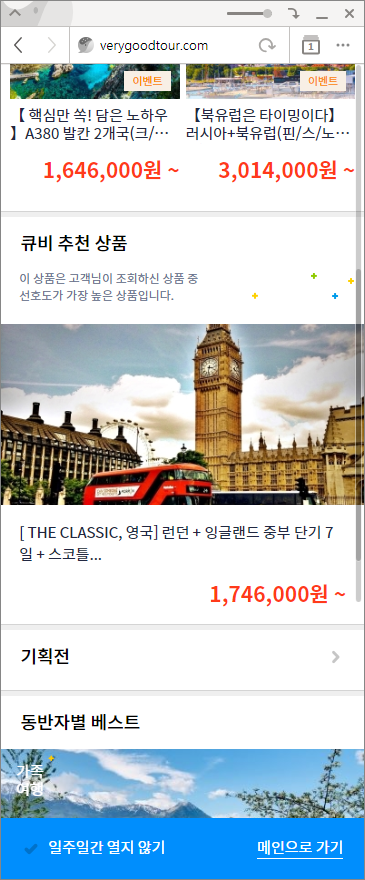 verygoodtour.com
1
이벤트
이벤트
【 핵심만 쏙! 담은 노하우
】A380 발칸 2개국(크/···
1,646,000원 ~
【북유럽은 타이밍이다】
러시아+북유럽(핀/스/노···
3,014,000원 ~
큐비 추천 상품
이 상품은 고객님이 조회하신 상품 중
선호도가 가장 높은 상품입니다.
[ THE CLASSIC, 영국] 런던 + 잉글랜드 중부 단기 7
일 + 스코틀...
1,746,000원 ~
기획전
동반자별 베스트
가족
여행
일주일간 열지 않기
메인으로 가기